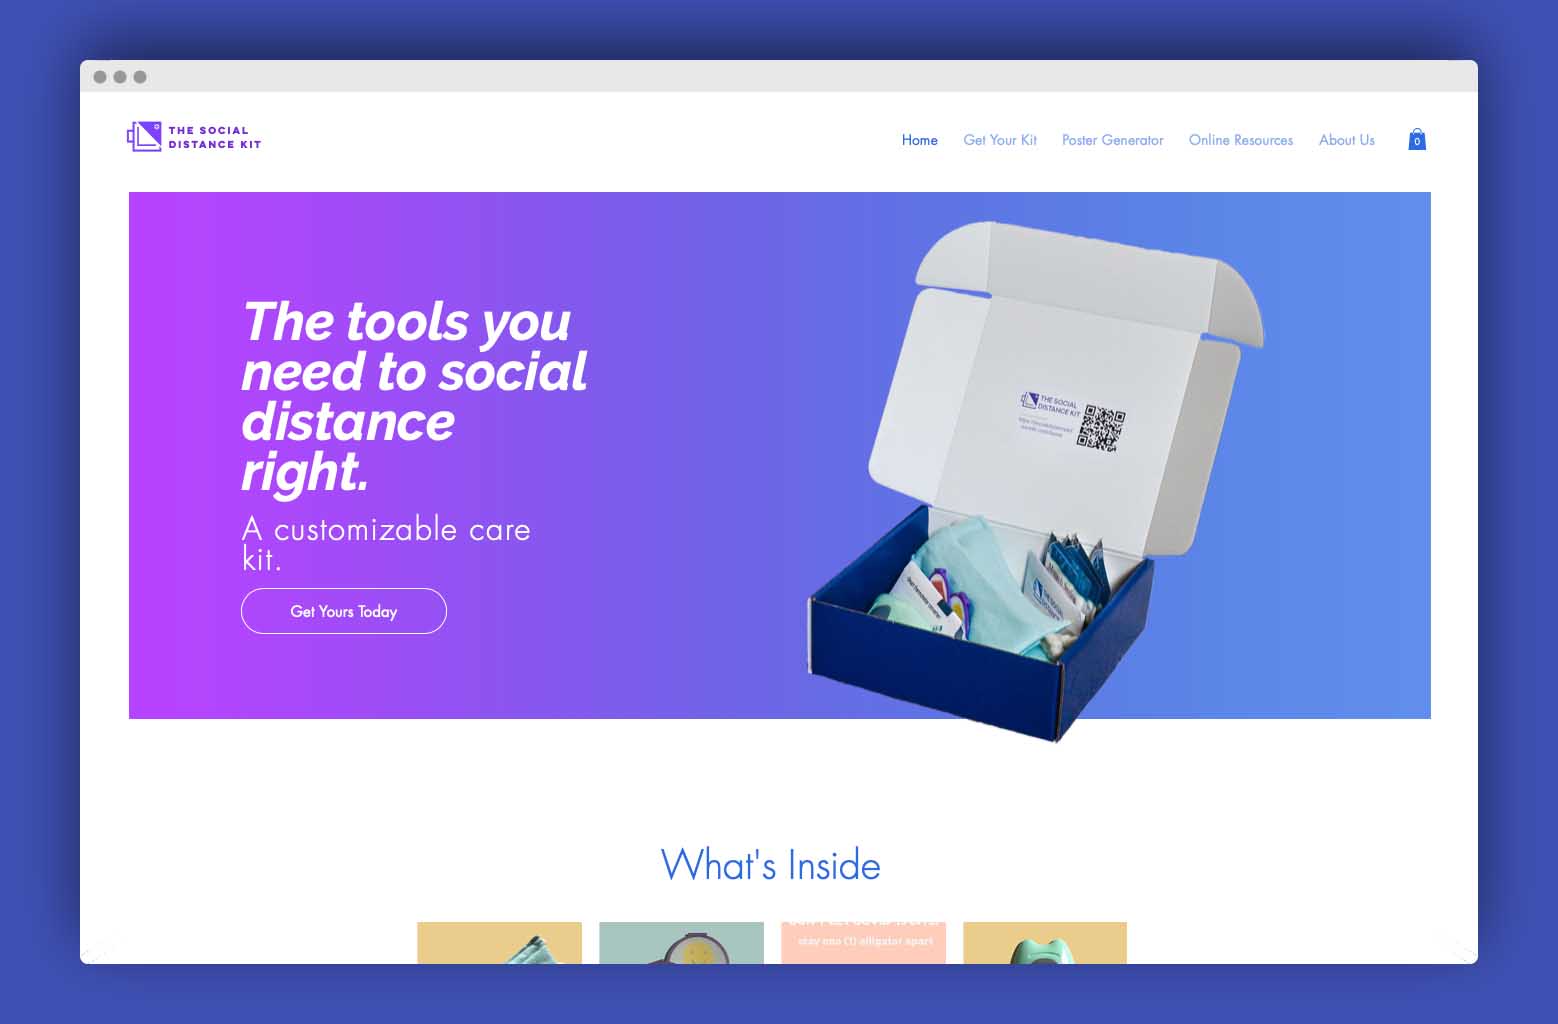 THE SOCIAL
DISTANCE KIT
Home
Get Your Kit
Poster Generator
Online Resources
About Us
0
The tools you
need to social
distance
right.
A customizable care
kit.
Get Yours Today
THE SOCIAL
DISTANCE KIT
THE SOCIAL
What's Inside
stay one (1) alligator apart